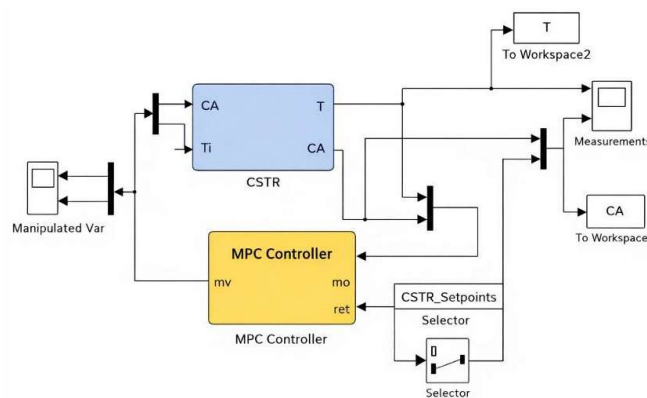 T
To Workspace2
CA
T
Ti
CA
CSTR
Measurements
Manipulated Var
CA
To Workspace
MPC Controller
mv
mo
ret
MPC Controller
CSTR_Setpoints
Selector
Selector